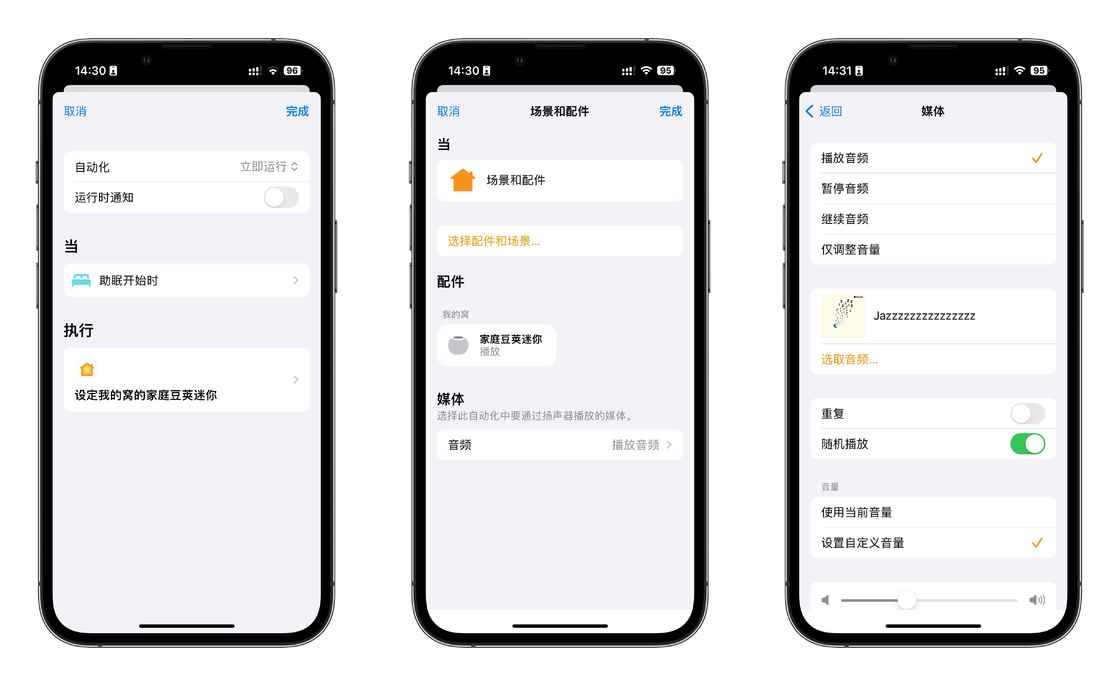 14:30
96
取消
完成
自动化
立即运行
运行时通知
当
助眠开始时
执行
设定我的窝的家庭豆荚迷你
14:30
95
取消
场景和配件
完成
当
场景和配件
选择配件和场景...
配件
我的窝
家庭豆荚迷你
播放
媒体
选择此自动化中要通过扬声器播放的媒体。
音频
播放音频
14:31
95
返回
媒体
播放音频
暂停音频
继续音频
仅调整音量
Jazzzzzzzzzzzzzzz
选取音频...
重复
随机播放
音量
使用当前音量
设置自定义音量